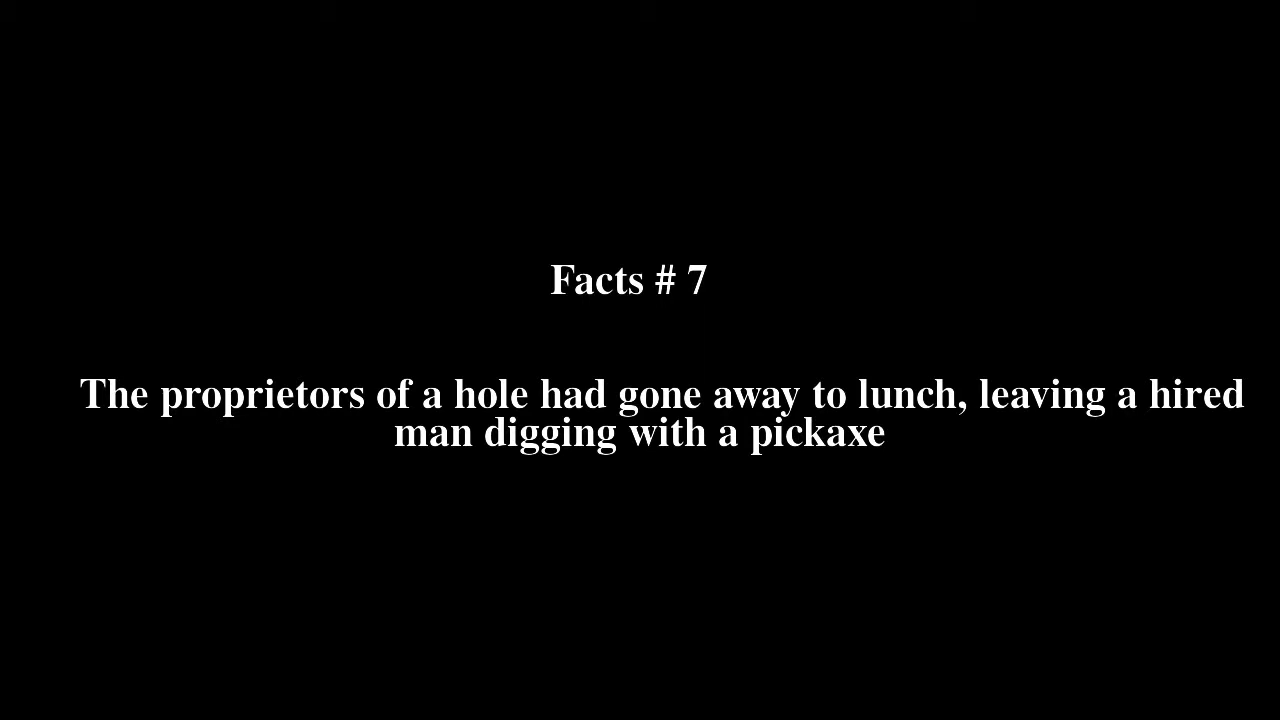 Facts # 7
The proprietors of a hole had gone away to lunch, leaving a hired
man digging with a pickaxe